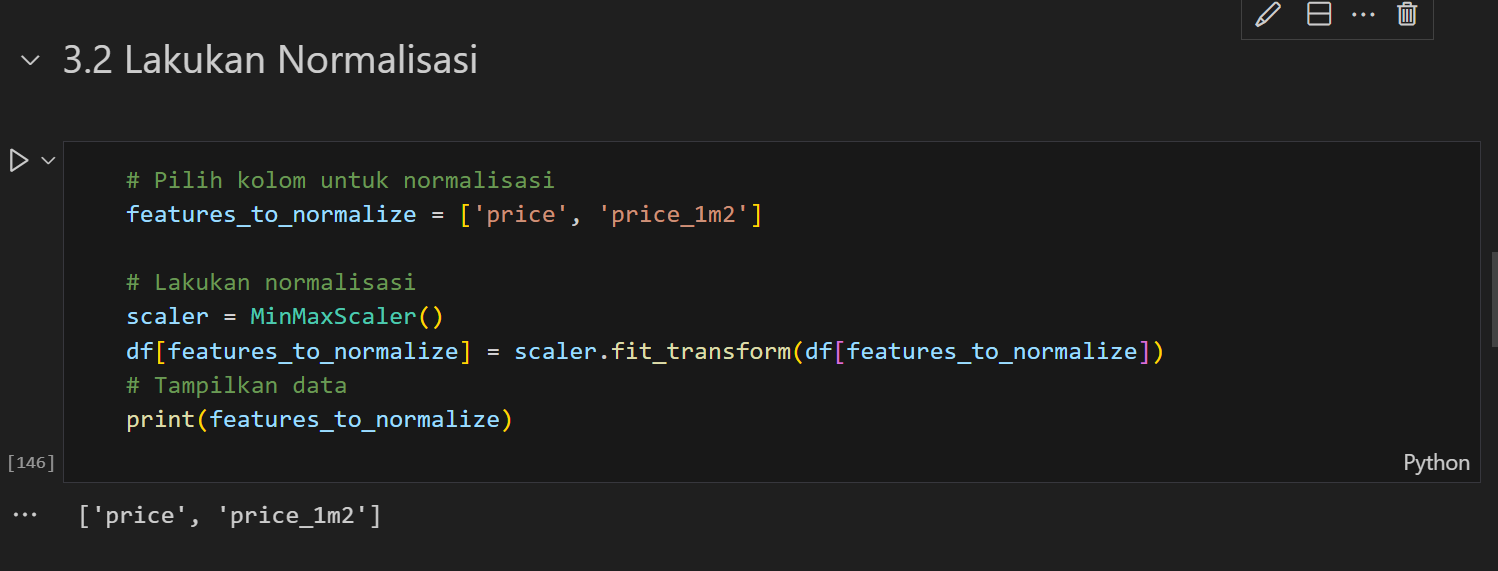 3.2 Lakukan Normalisasi
# Pilih kolom untuk normalisasi
features_to_normalize = ['price', 'price_1m2']
# Lakukan normalisasi
scaler = MinMaxScaler()
df[features_to_normalize] = scaler.fit_transform(df[features_to_normalize])
# Tampilkan data
print(features_to_normalize)
[146]
Python
['price', 'price_1m2']